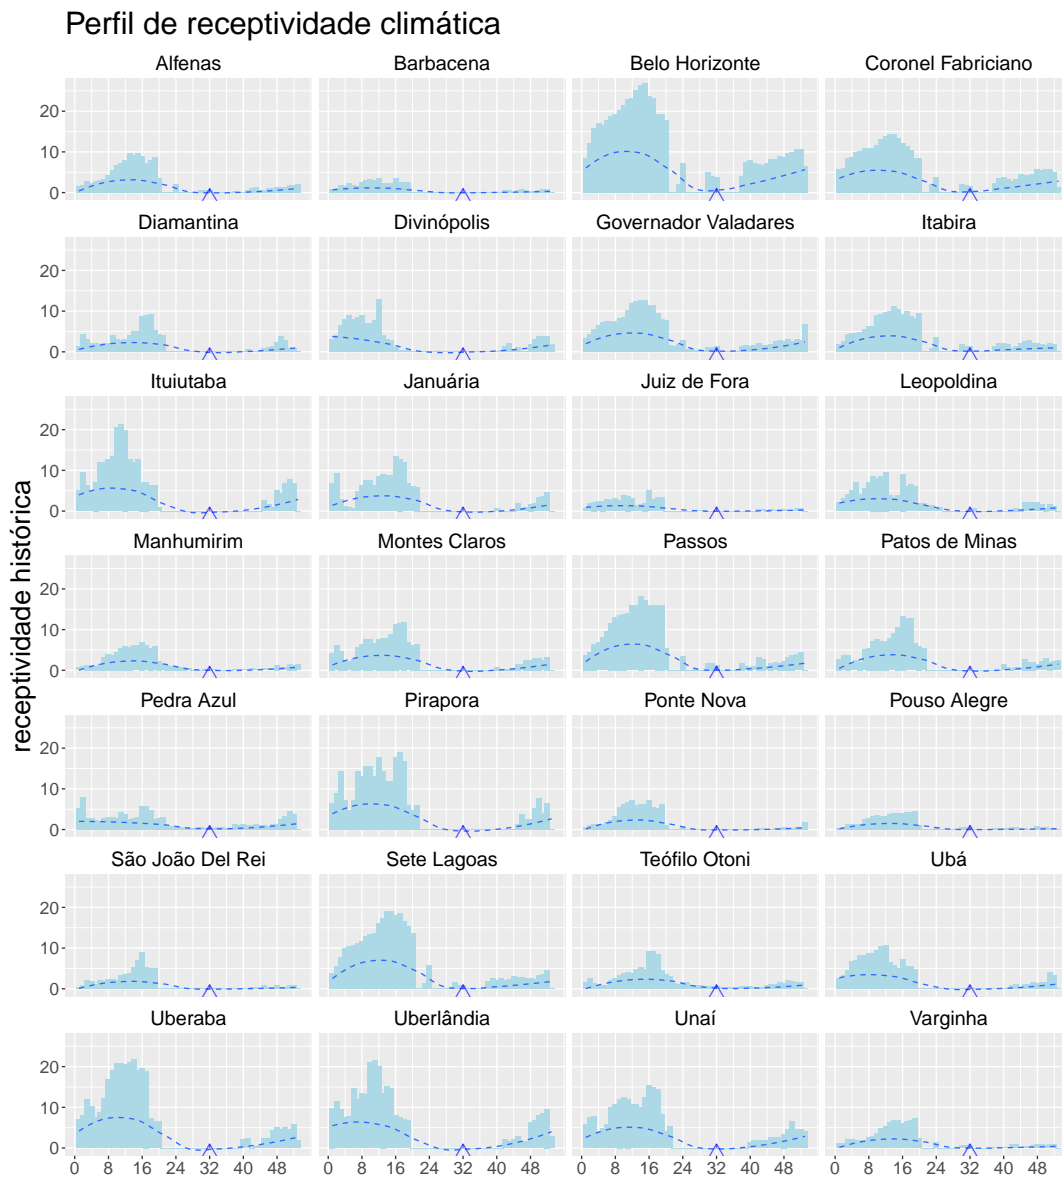 Perfil de receptividade climática
Alfenas Barbacena Belo Horizonte Coronel Fabriciano
20
10
0
Diamantina Divinópolis Governador Valadares Itabira
20
10
0
Ituiutaba Januária Juiz de Fora Leopoldina
20
10
0
receptividade histórica
Manhumirim Montes Claros Passos Patos de Minas
20
10
0
Pedra Azul Pirapora Ponte Nova Pouso Alegre
20
10
0
São João Del Rei Sete Lagoas Teófilo Otoni Ubá
20
10
0
Uberaba Uberlândia Unaí Varginha
20
10
0
0 8 16 24 32 40 48 0 8 16 24 32 40 48 0 8 16 24 32 40 48 0 8 16 24 32 40 48